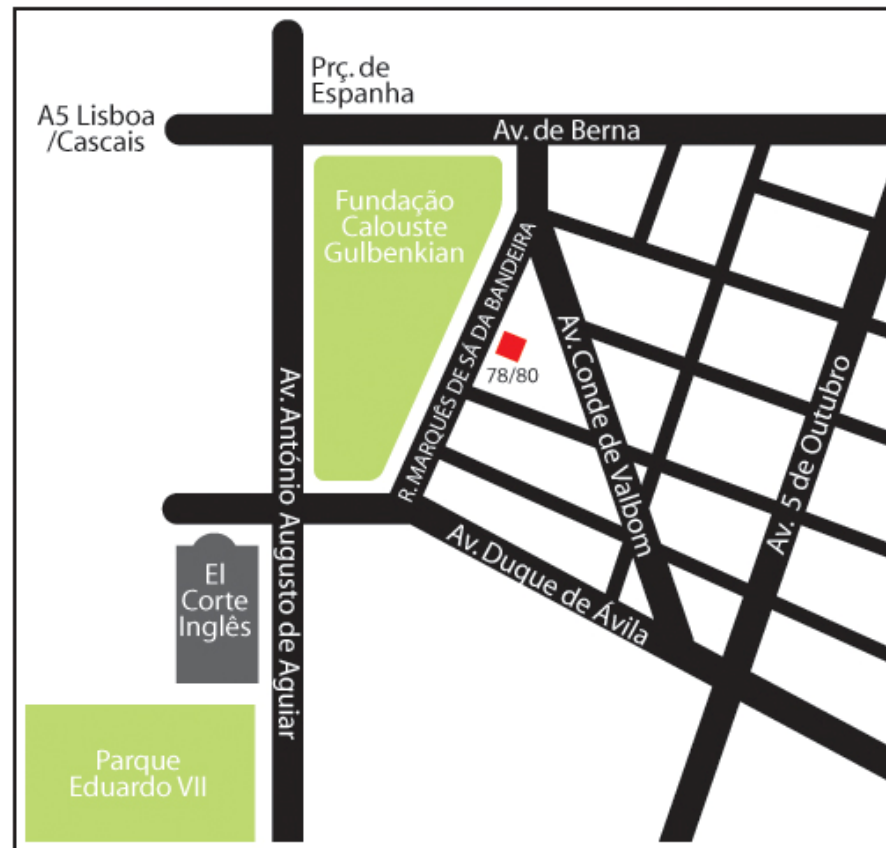 Prç. de
Espanha
A5 Lisboa
/Cascais
Av. de Berna
Fundação
Calouste
Gulbenkian
R. MARQUÊS DE SÁ DA BANDEIRA
78/80
Av. Conde de Valbom
Av. 5 de Outubro
Av. António Augusto de Aguiar
Av. Duque de Ávila
El
Corte
Inglês
Parque
Eduardo VII